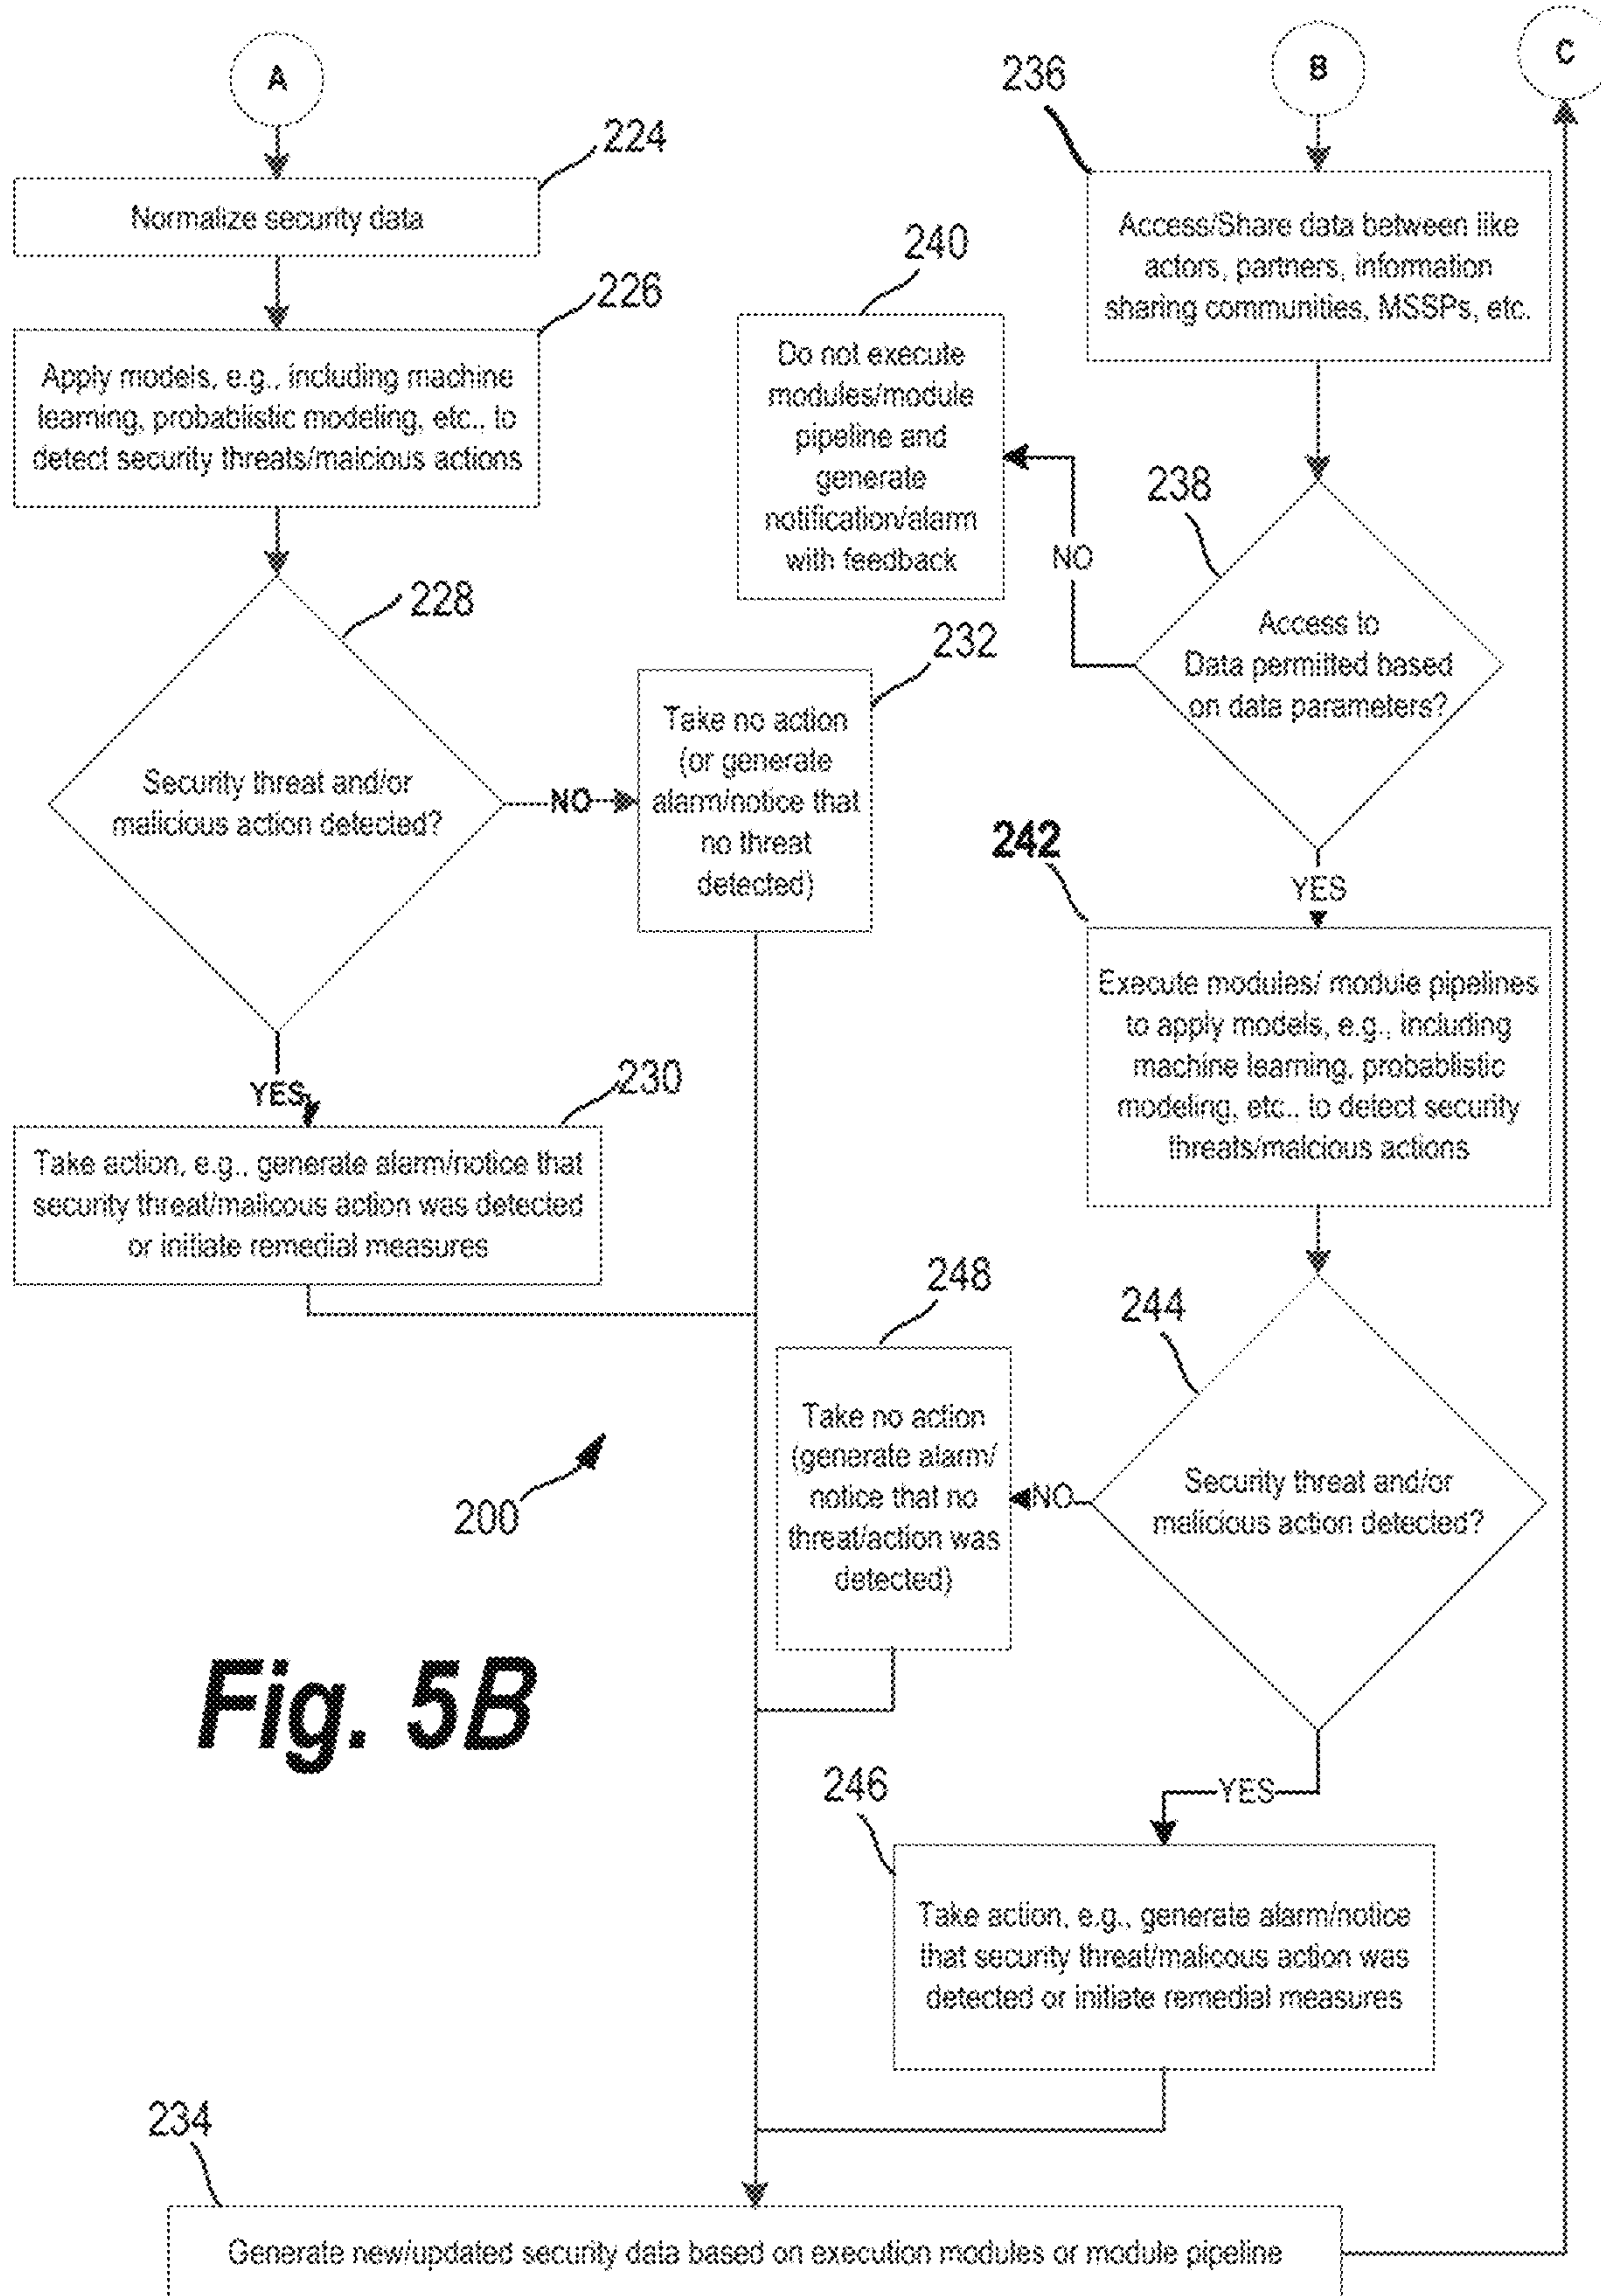 A
224
Normalize security data
226
Apply models, e.g., including machine
learning, probablistic modeling, etc., to
detect security threats/malcious actions
228
Security threat and/or
malicious action detected?
NO
232
Take no action
(or generate
alarm/notice that
no threat
detected)
YES
230
Take action, e.g., generate alarm/notice that
security threat/malicous action was detected
or initiate remedial measures
200
Fig. 5B
B
C
236
Access/Share data between like
actors, partners, information
sharing communities, MSSPs, etc.
240
Do not execute
modules/module
pipeline and
generate
notification/alarm
with feedback
NO
238
Access to
Data permitted based
on data parameters?
YES
242
Execute modules/ module pipelines
to apply models, e.g., including
machine learning, probablistic
modeling, etc., to detect security
threats/malcious actions
244
Security threat and/or
malicious action detected?
NO
248
Take no action
(generate alarm/
notice that no
threat/action was
detected)
YES
246
Take action, e.g., generate alarm/notice
that security threat/malicous action was
detected or initiate remedial measures
234
Generate new/updated security data based on execution modules or module pipeline